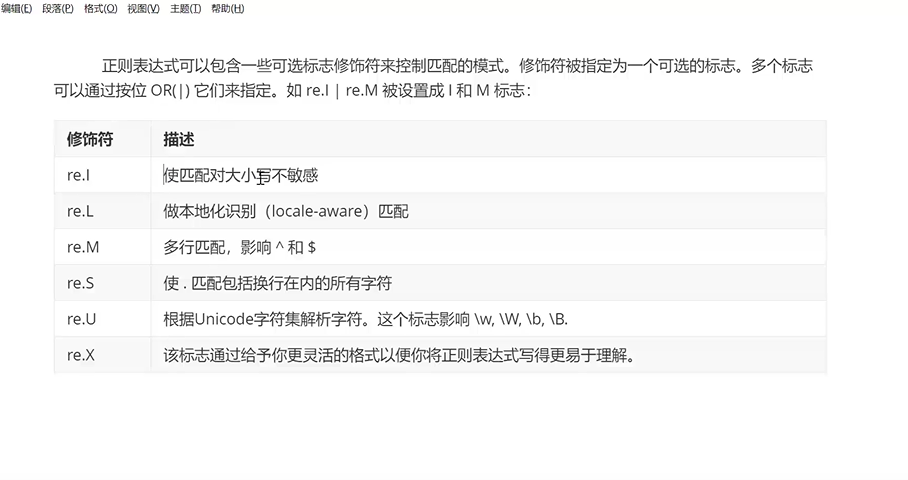 编辑(E) 段落(P) 格式(O) 视图(V) 主题(T) 帮助(H)
正则表达式可以包含一些可选标志修饰符来控制匹配的模式。修饰符被指定为一个可选的标志。多个标志
可以通过按位 OR(|) 它们来指定。如 re.I | re.M 被设置成 I 和 M 标志：
修饰符 描述
re.I 使匹配对大小写不敏感
re.L 做本地化识别（locale-aware）匹配
re.M 多行匹配，影响 ^ 和 $
re.S 使 . 匹配包括换行在内的所有字符
re.U 根据Unicode字符集解析字符。这个标志影响 \w, \W, \b, \B.
re.X 该标志通过给予你更灵活的格式以便你将正则表达式写得更易于理解。